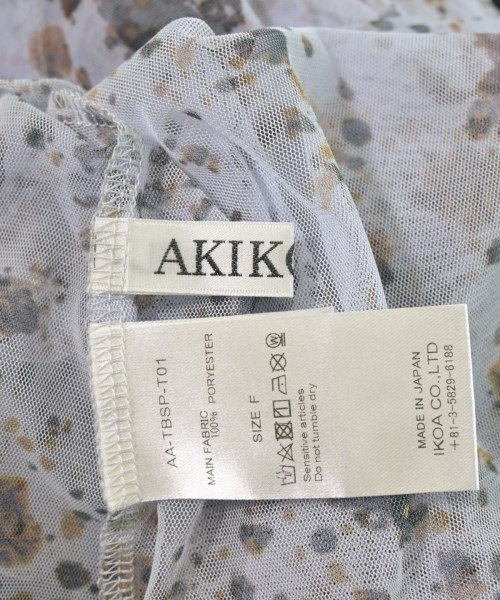 AKIK
AA-TBSP-T01
MAIN FABRIC
100% PORYESTER
SIZE F
Sensitive articles
Do not tumble dry
MADE IN JAPAN
IKOA CO.,LTD
+81-3-5829-6188